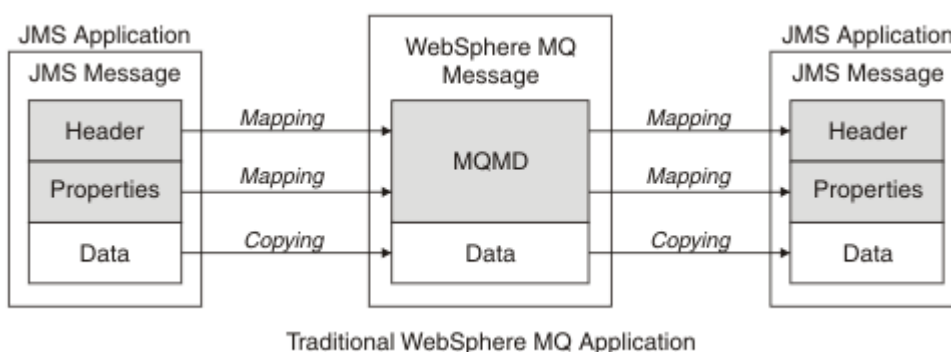 JMS Application
JMS Message
Header
Properties
Data
Mapping
Mapping
Copying
WebSphere MQ
Message
MQMD
Data
Mapping
Mapping
Copying
JMS Application
JMS Message
Header
Properties
Data
Traditional WebSphere MQ Application